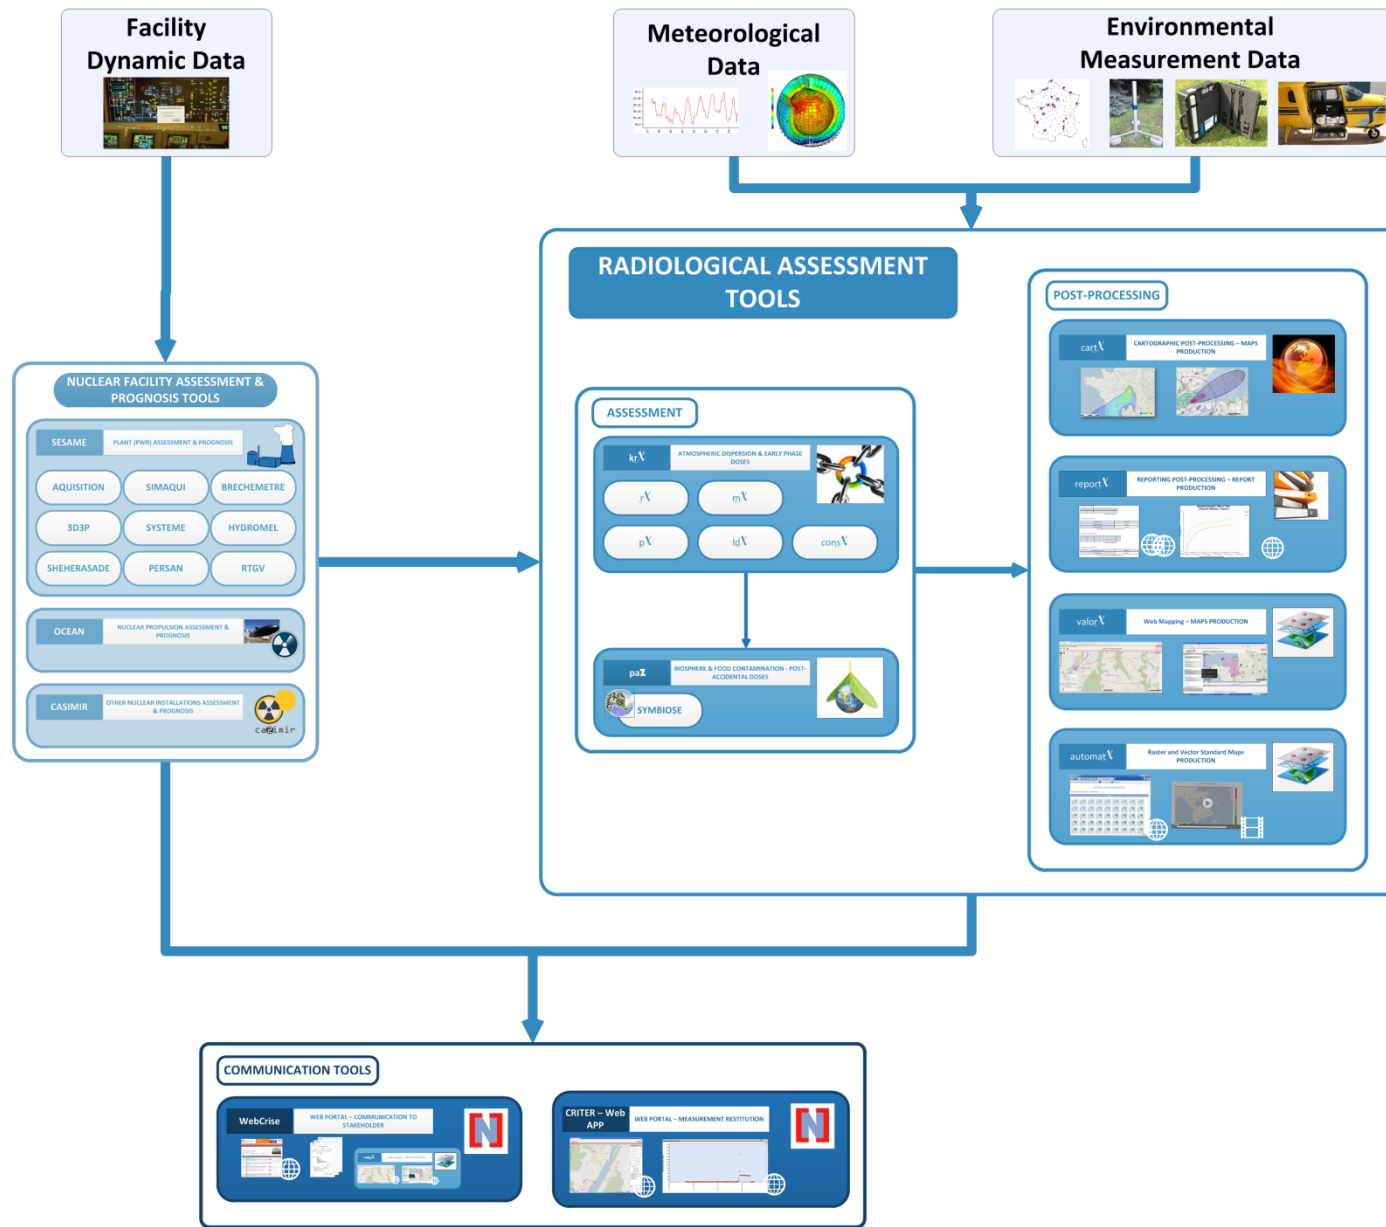 Facility
Dynamic Data
Meteorological
Data
Environmental
Measurement Data
RADIOLOGICAL ASSESSMENT
TOOLS
NUCLEAR FACILITY ASSESSMENT &
PROGNOSIS TOOLS
SESAME
PLANT (PWR) ASSESSMENT & PROGNOSIS
AQUISITION
SIMAQUI
BRECHEMETRE
3D3P
SYSTEME
HYDROMEL
SHEHERASADE
PERSAN
RTGV
OCEAN
NUCLEAR PROPULSION ASSESSMENT &
PROGNOSIS
CASIMIR
OTHER NUCLEAR INSTALLATIONS ASSESSMENT
& PROGNOSIS
casimir
ASSESSMENT
krX
ATMOSPHERIC DISPERSION & EARLY PHASE
DOSES
rX
mX
pX
ldX
consX
paZ
BIOSPHERE & FOOD CONTAMINATION - POST-
ACCIDENTAL DOSES
SYMBIOSE
POST-PROCESSING
cartX
CARTOGRAPHIC POST-PROCESSING – MAPS
PRODUCTION
reportX
REPORTING POST-PROCESSING – REPORT
PRODUCTION
valorX
Web Mapping – MAPS PRODUCTION
automatX
Raster and Vector Standard Maps
PRODUCTION
COMMUNICATION TOOLS
WebCrise
WEB PORTAL – COMMUNICATION TO
STAKEHOLDER
CRITER – Web
APP
WEB PORTAL – MEASUREMENT RESTITUTION
[N]
[N]